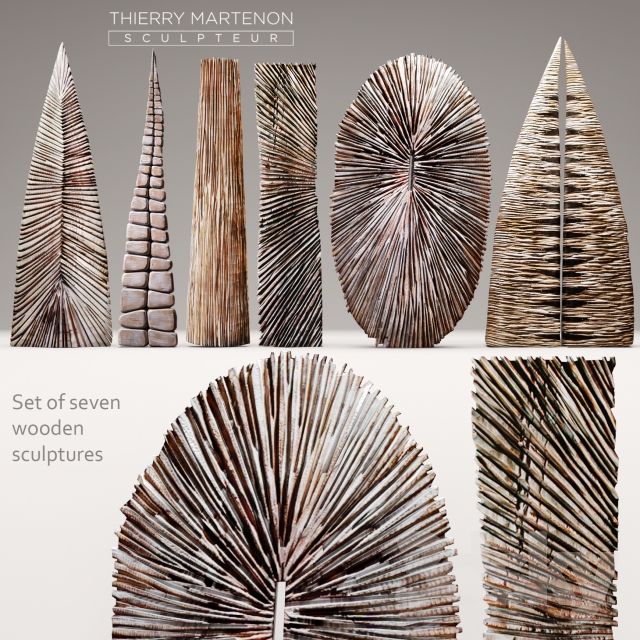 THIERRY MARTENON
SCULPTEUR
Set of seven
wooden
sculptures